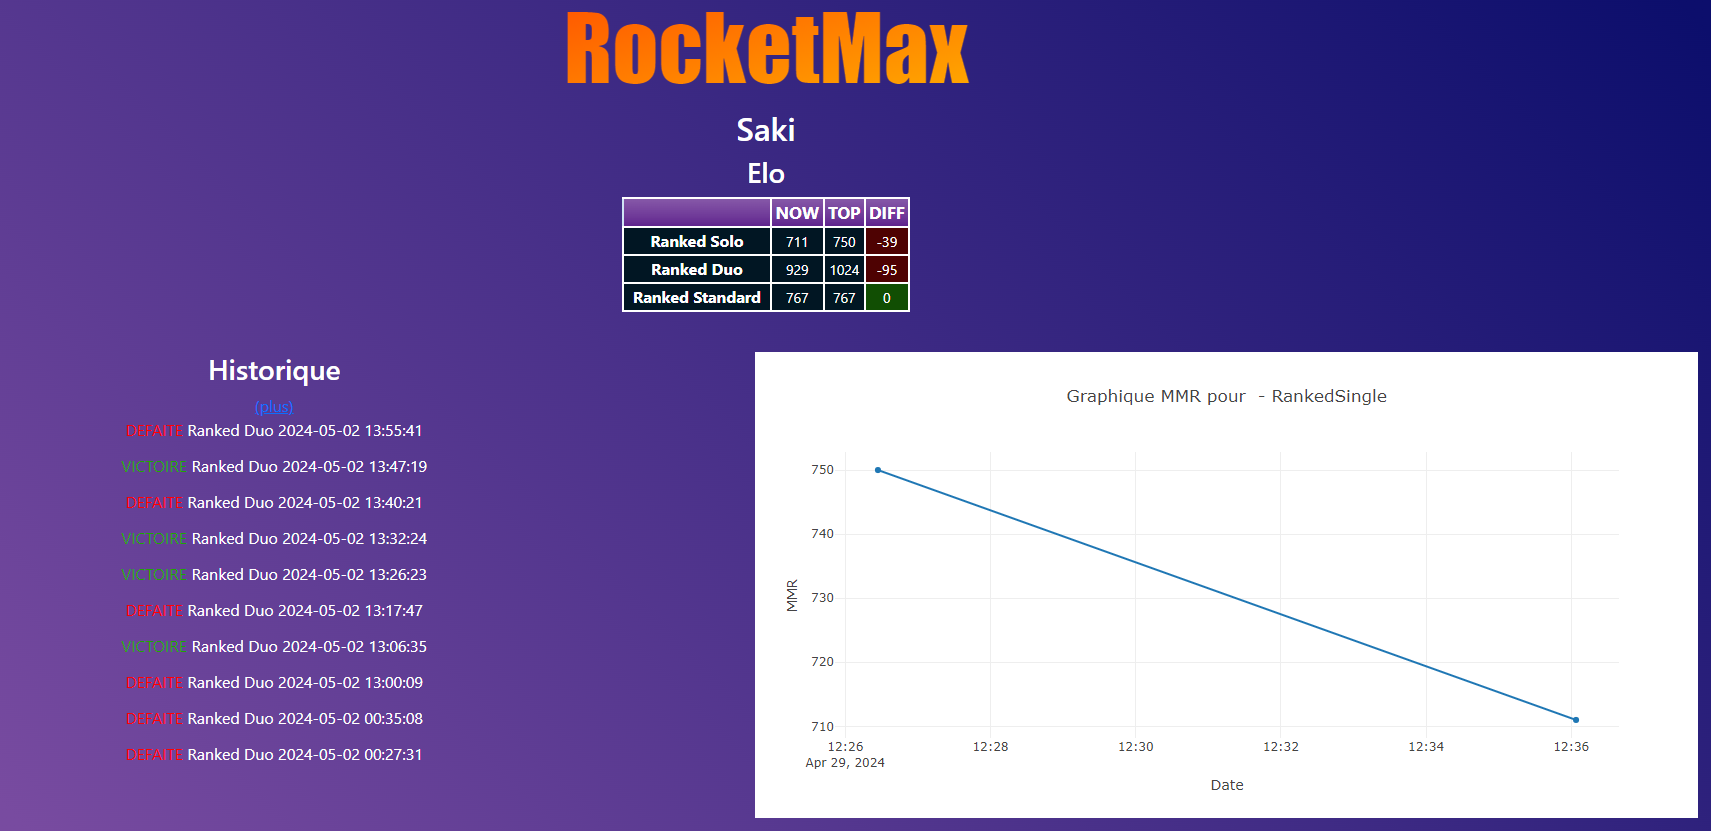 RocketMax
Saki
Elo
NOW TOP DIFF
Ranked Solo 711 750 -39
Ranked Duo 929 1024 -95
Ranked Standard 767 767 0
Historique
(plus)
DEFAITE Ranked Duo 2024-05-02 13:55:41
VICTOIRE Ranked Duo 2024-05-02 13:47:19
DEFAITE Ranked Duo 2024-05-02 13:40:21
VICTOIRE Ranked Duo 2024-05-02 13:32:24
VICTOIRE Ranked Duo 2024-05-02 13:26:23
DEFAITE Ranked Duo 2024-05-02 13:17:47
VICTOIRE Ranked Duo 2024-05-02 13:06:35
DEFAITE Ranked Duo 2024-05-02 13:00:09
DEFAITE Ranked Duo 2024-05-02 00:35:08
DEFAITE Ranked Duo 2024-05-02 00:27:31
Graphique MMR pour - RankedSingle
750
740
730
720
710
MMR
12:26 12:28 12:30 12:32 12:34 12:36
Apr 29, 2024
Date